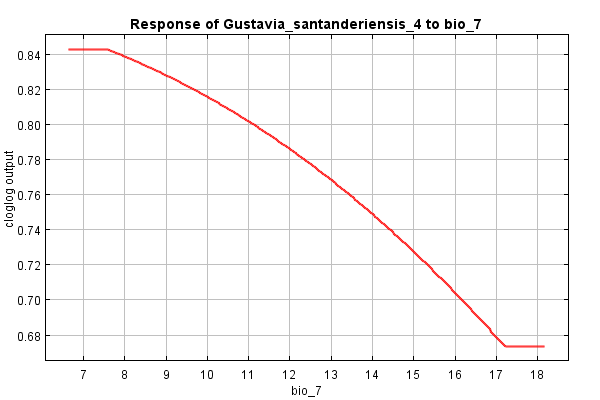 Response of Gustavia_santanderiensis_4 to bio_7
cloglog output
0.84
0.82
0.80
0.78
0.76
0.74
0.72
0.70
0.68
7 8 9 10 11 12 13 14 15 16 17 18
bio_7